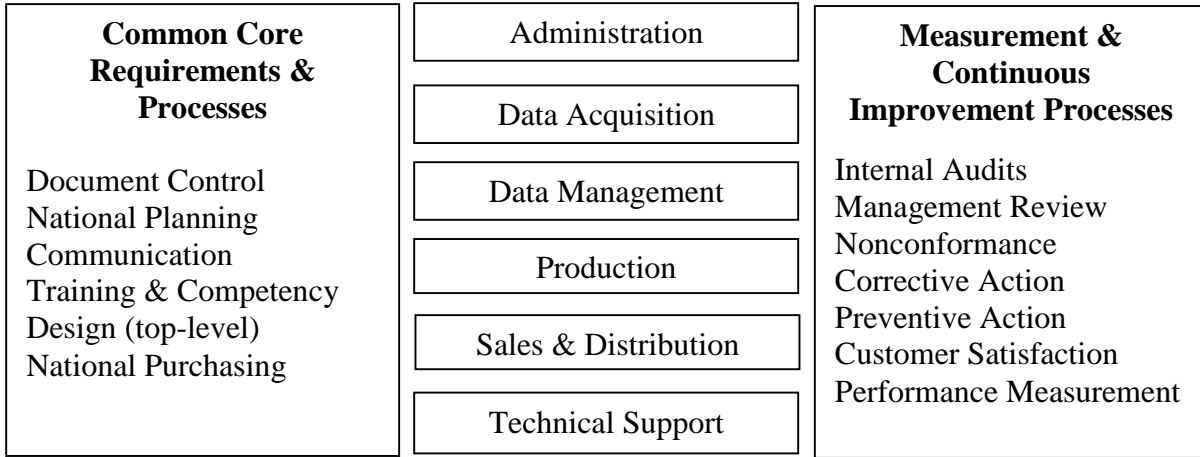 Common Core
Requirements &
Processes
Document Control
National Planning
Communication
Training & Competency
Design (top-level)
National Purchasing
Administration
Data Acquisition
Data Management
Production
Sales & Distribution
Technical Support
Measurement &
Continuous
Improvement Processes
Internal Audits
Management Review
Nonconformance
Corrective Action
Preventive Action
Customer Satisfaction
Performance Measurement